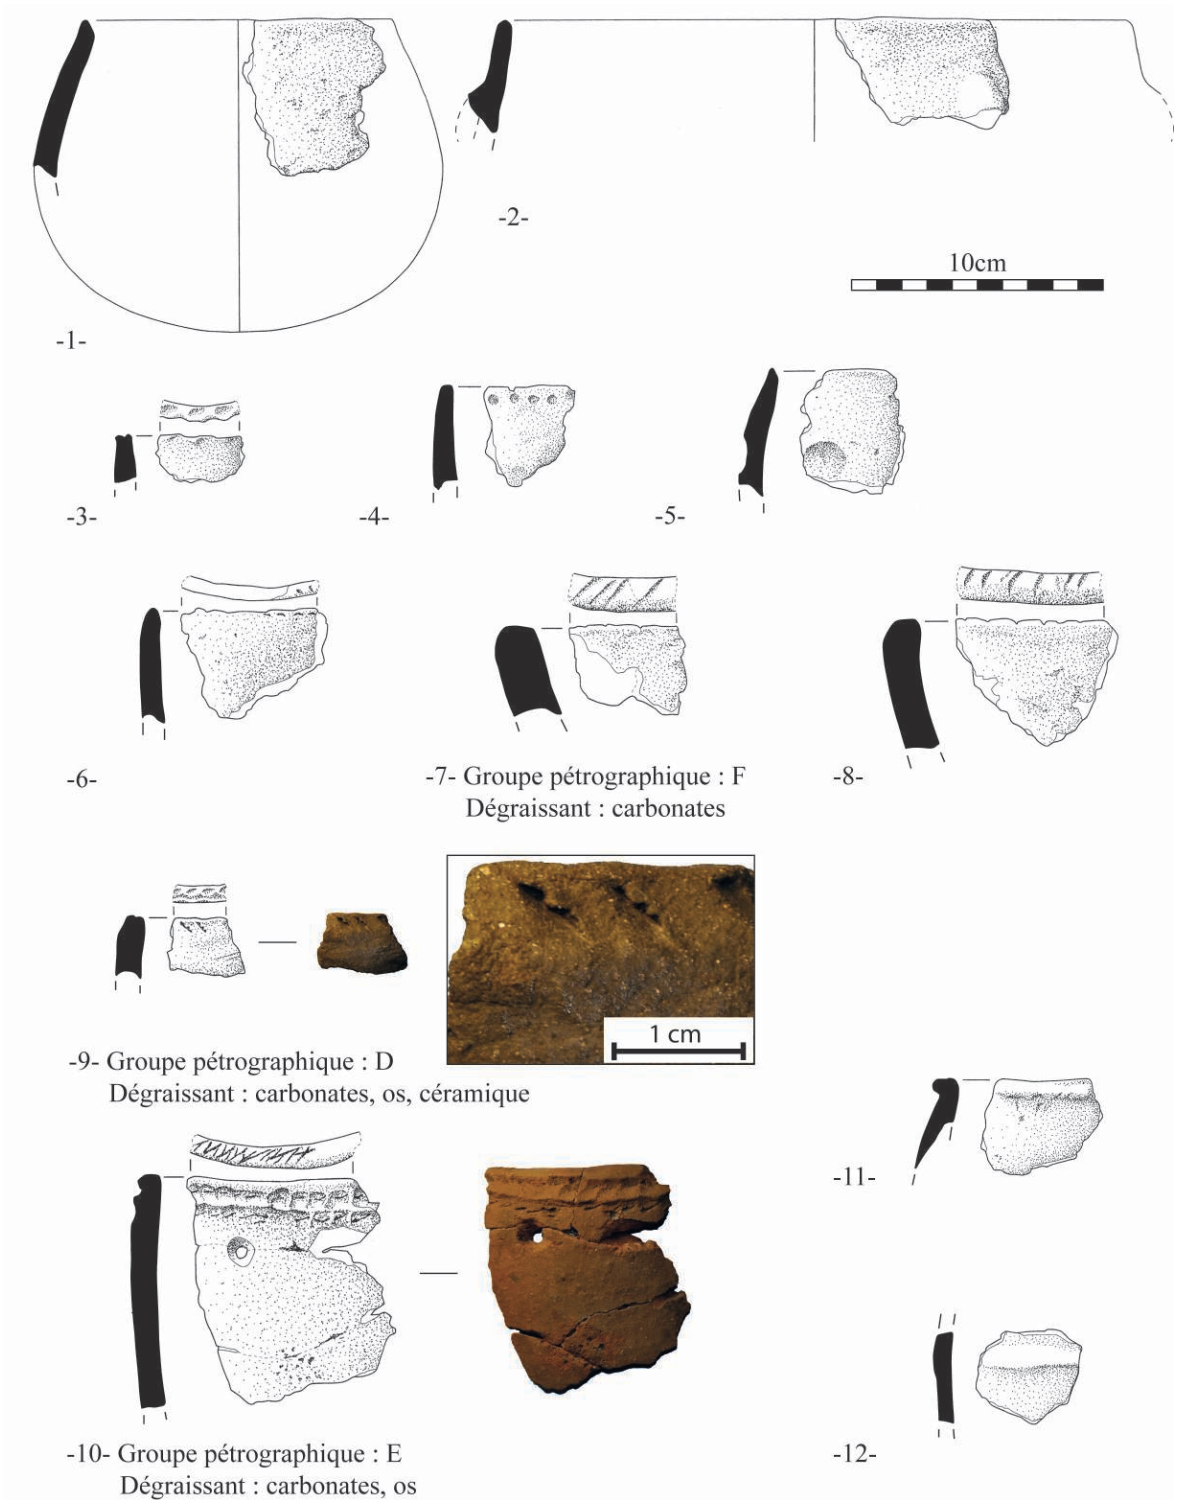 -1-
-2-
10cm
-3-
-4-
-5-
-6-
-7- Groupe pétrographique : F
Dégraissant : carbonates
-8-
1 cm
-9- Groupe pétrographique : D
Dégraissant : carbonates, os, céramique
-11-
-10- Groupe pétrographique : E
Dégraissant : carbonates, os
-12-